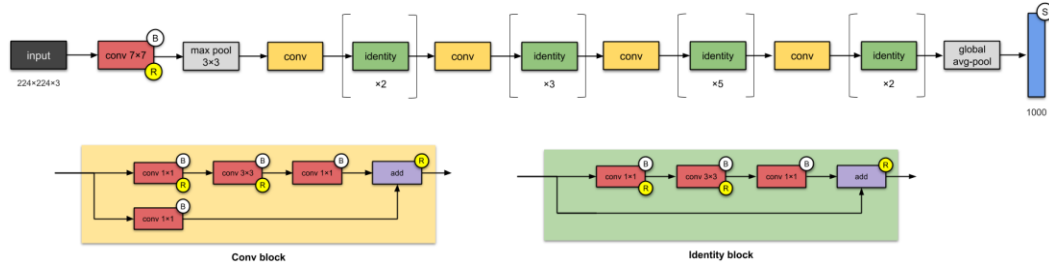 input
224×224×3
conv 7×7
B
R
max pool
3×3
conv
identity
×2
conv
identity
×3
conv
identity
×5
conv
identity
×2
global
avg-pool
S
1000
conv 1×1
B
R
conv 3×3
B
R
conv 1×1
B
add
R
conv 1×1
B
Conv block
conv 1×1
B
R
conv 3×3
B
R
conv 1×1
B
add
R
Identity block